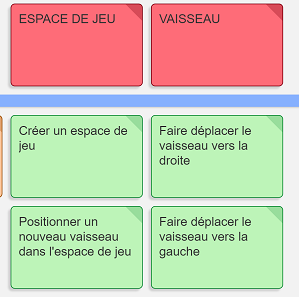 ESPACE DE JEU
VAISSEAU
Créer un espace de
jeu
Faire déplacer le
vaisseau vers la
droite
Positionner un
nouveau vaisseau
dans l'espace de jeu
Faire déplacer le
vaisseau vers la
gauche